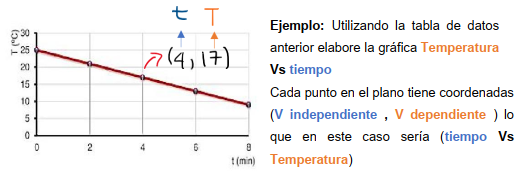 t T
(4, 17)
T (ºC)
30
25
20
15
10
5
0
0 2 4 6 8
t (min)
Ejemplo: Utilizando la tabla de datos
anterior elabore la gráfica Temperatura
Vs tiempo
Cada punto en el plano tiene coordenadas
(V independiente , V dependiente ) lo
que en este caso sería (tiempo Vs
Temperatura)